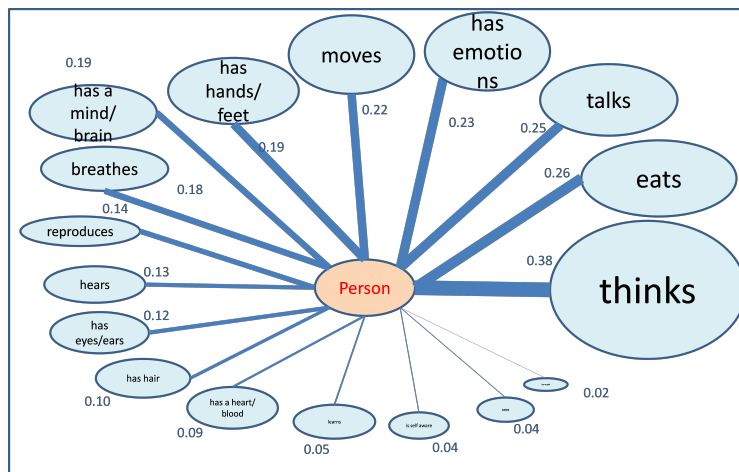 has
emotio
ns
moves
has
hands/
feet
0.19
has a
mind/
brain
talks
0.22
0.23
0.25
0.19
breathes
0.18
0.26
eats
0.14
reproduces
0.38
thinks
Person
0.13
hears
0.12
has
eyes/ears
has hair
0.10
has a heart/
blood
0.09
learns
0.05
is self aware
0.04
0.04
0.02